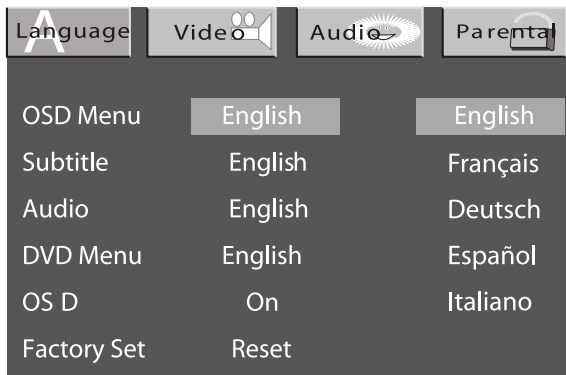 Language Video Audio Parental
OSD Menu English English
Subtitle English Français
Audio English Deutsch
DVD Menu English Español
OS D On Italiano
Factory Set Reset